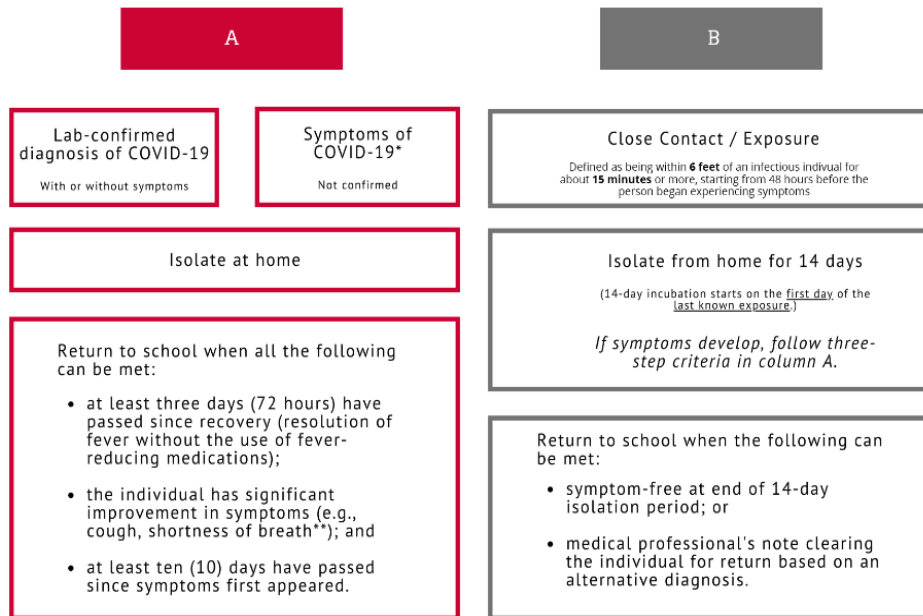 A
Lab-confirmed
diagnosis of COVID-19
With or without symptoms
Symptoms of
COVID-19*
Not confirmed
Isolate at home
Return to school when all the following
can be met:
• at least three days (72 hours) have
passed since recovery (resolution of
fever without the use of fever-
reducing medications);
• the individual has significant
improvement in symptoms (e.g.,
cough, shortness of breath**); and
• at least ten (10) days have passed
since symptoms first appeared.
B
Close Contact / Exposure
Defined as being within 6 feet of an infectious indivual for
about 15 minutes or more, starting from 48 hours before the
person began experiencing symptoms
Isolate from home for 14 days
(14-day incubation starts on the first day of the
last known exposure.)
If symptoms develop, follow three-
step criteria in column A.
Return to school when the following can
be met:
• symptom-free at end of 14-day
isolation period; or
• medical professional's note clearing
the individual for return based on an
alternative diagnosis.